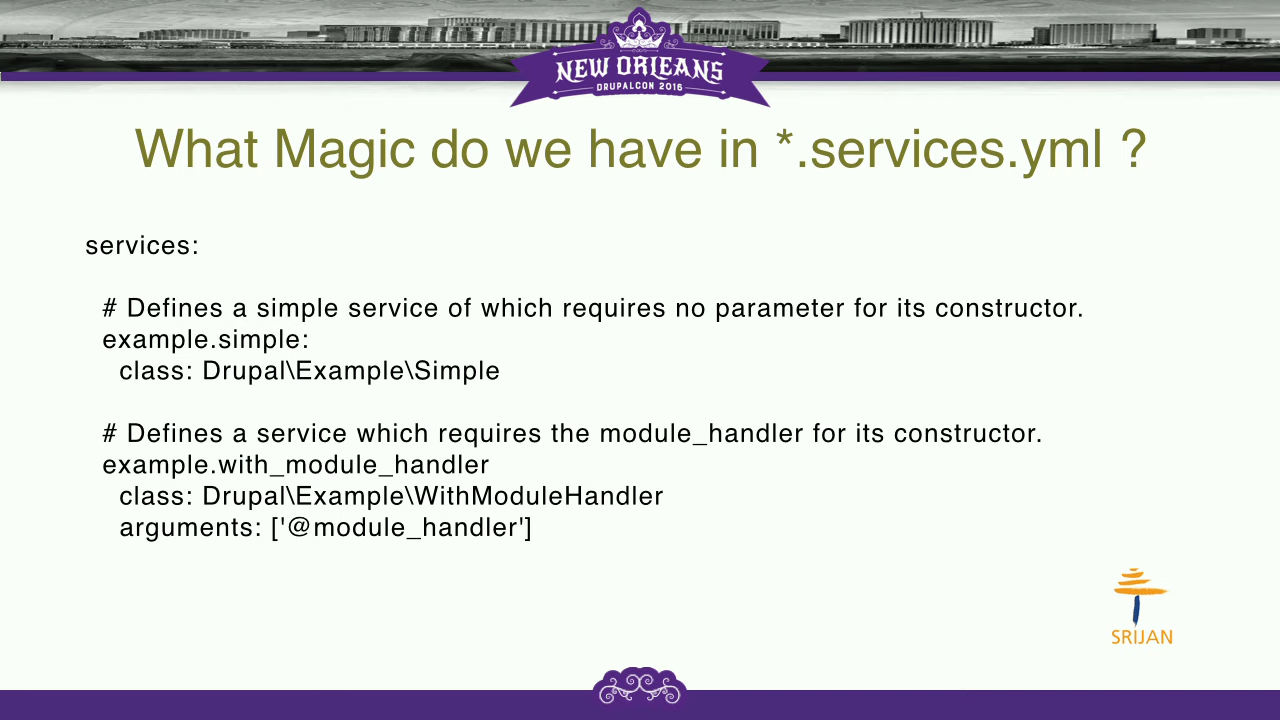 NEW ORLEANS
DRUPALCON 2016
What Magic do we have in *.services.yml ?
services:
# Defines a simple service of which requires no parameter for its constructor.
example.simple:
class: Drupal\Example\Simple
# Defines a service which requires the module_handler for its constructor.
example.with_module_handler
class: Drupal\Example\WithModuleHandler
arguments: ['@module_handler']
SRIJAN